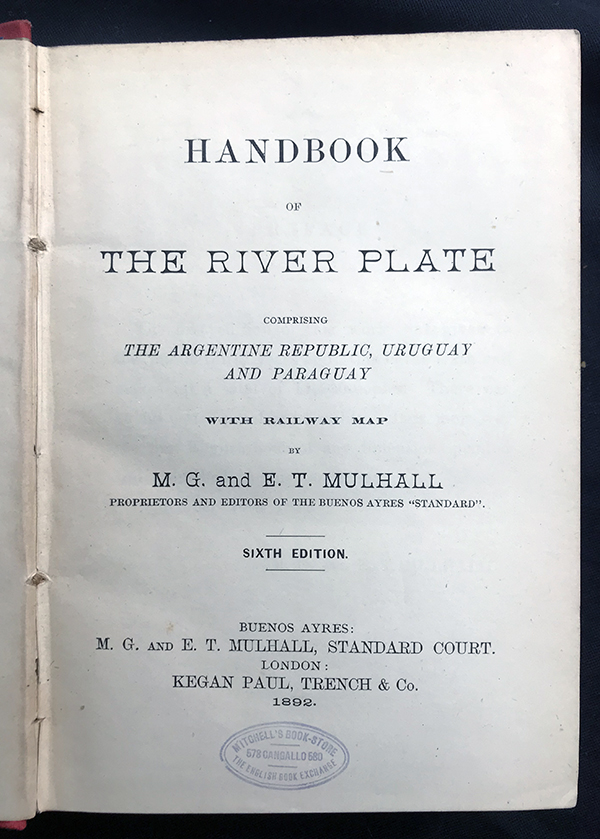 HANDBOOK
OF
THE RIVER PLATE
COMPRISING
THE ARGENTINE REPUBLIC, URUGUAY
AND PARAGUAY
WITH RAILWAY MAP
BY
M. G. and E. T. MULHALL
PROPRIETORS AND EDITORS OF THE BUENOS AYRES "STANDARD".
SIXTH EDITION.
BUENOS AYRES:
M. G. AND E. T. MULHALL, STANDARD COURT.
LONDON:
KEGAN PAUL, TRENCH & Co.
1892.
MITCHELL'S BOOK-STORE
578 CANGALLO 580
THE ENGLISH BOOK EXCHANGE